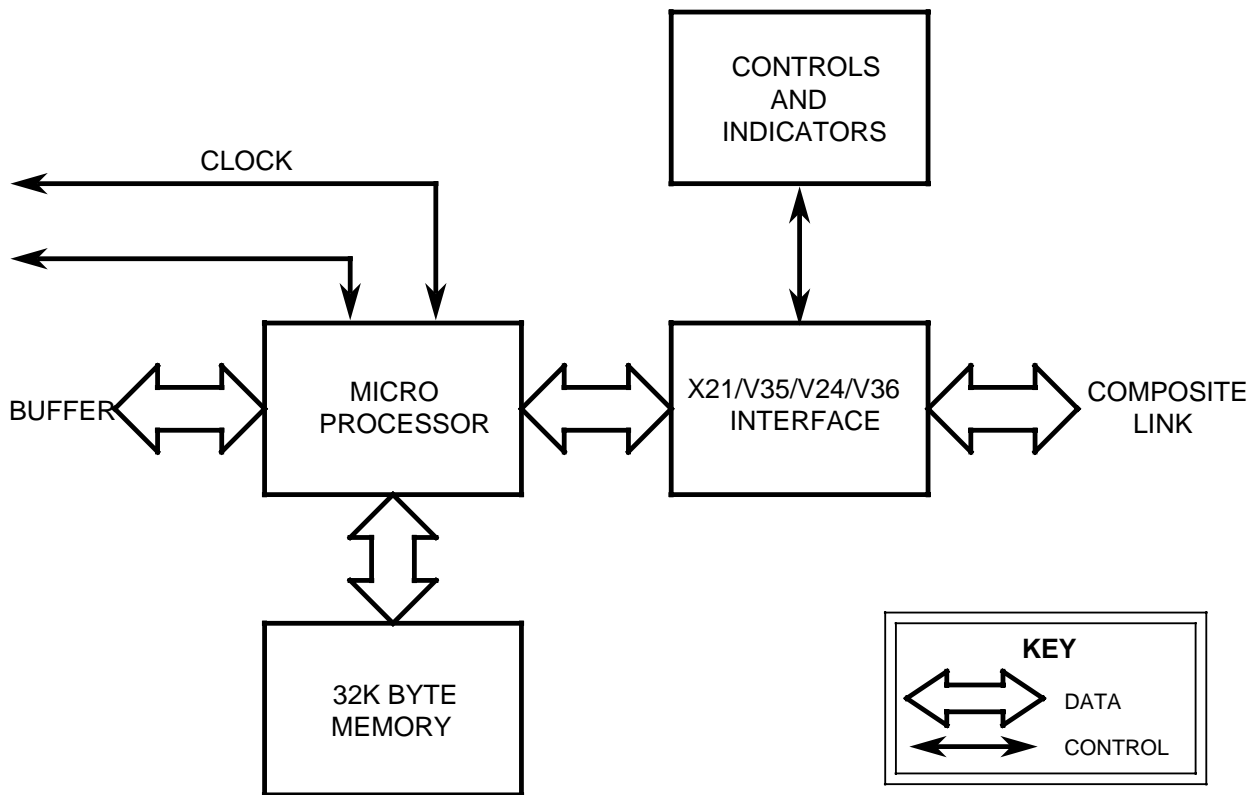 CONTROLS
AND
INDICATORS
CLOCK
BUFFER
MICRO
PROCESSOR
X21/V35/V24/V36
INTERFACE
COMPOSITE
LINK
32K BYTE
MEMORY
KEY
DATA
CONTROL